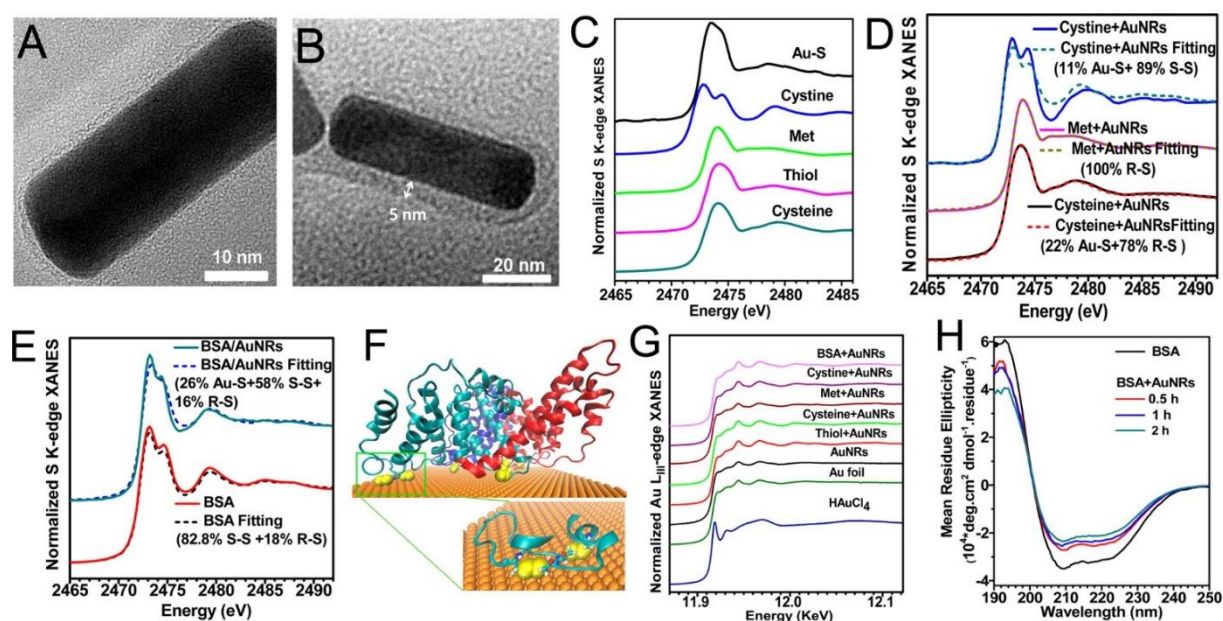 A
10 nm
B
5 nm
20 nm
C
Normalized S K-edge XANES
Au-S
Cystine
Met
Thiol
Cysteine
2465 2470 2475 2480 2486
Energy (eV)
D
Normalized S K-edge XANES
Cystine+AuNRs
Cystine+AuNRs Fitting
(11% Au-S+ 89% S-S)
Met+AuNRs
Met+AuNRs Fitting
(100% R-S)
Cysteine+AuNRs
Cysteine+AuNRsFitting
(22% Au-S+78% R-S )
2465 2470 2475 2480 2485 2490
Energy (eV)
E
Normalized S K-edge XANES
BSA/AuNRs
BSA/AuNRs Fitting
(26% Au-S+58% S-S+
16% R-S)
BSA
BSA Fitting
(82.8% S-S +18% R-S)
2465 2470 2475 2480 2485 2490
Energy (eV)
F
G
Normalized Au LIII-edge XANES
BSA+AuNRs
Cystine+AuNRs
Met+AuNRs
Cysteine+AuNRs
Thiol+AuNRs
AuNRs
Au foil
HAuCl4
11.9 12.0 12.1
Energy (KeV)
H
Mean Residue Ellipticity
(10⁴*deg.cm² dmol⁻¹.residue⁻¹)
6
4
2
0
-2
-4
BSA
BSA+AuNRs
0.5 h
1 h
2 h
190 200 210 220 230 240 250
Wavelength (nm)